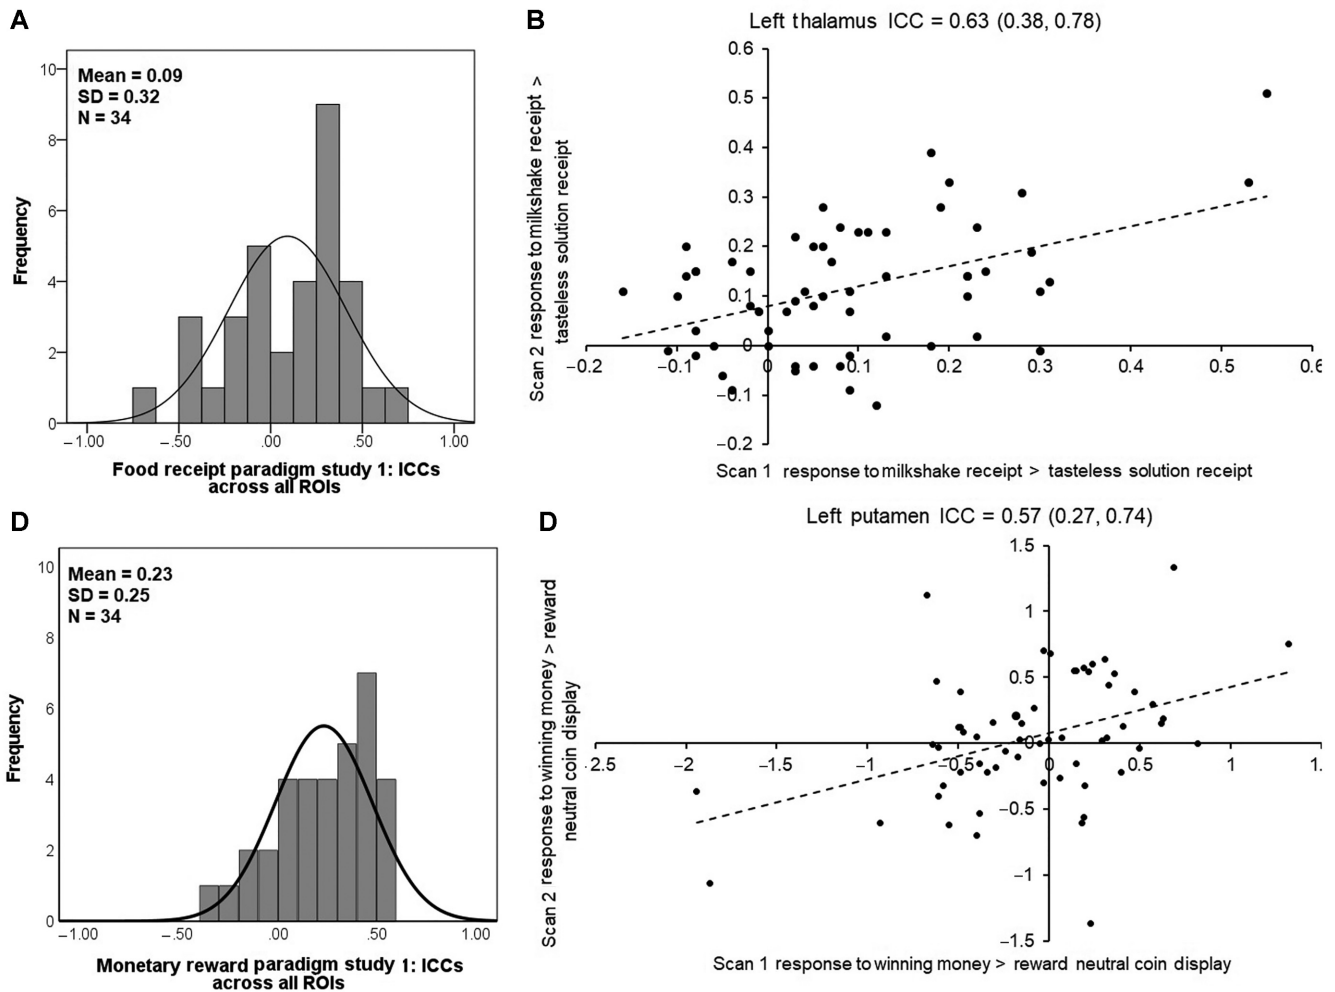 A
Mean = 0.09
SD = 0.32
N = 34
10
8
6
4
2
0
Frequency
−1.00 −.50 .00 .50 1.00
Food receipt paradigm study 1: ICCs
across all ROIs
B
Left thalamus ICC = 0.63 (0.38, 0.78)
Scan 2 response to milkshake receipt >
tasteless solution receipt
0.6
0.5
0.4
0.3
0.2
0.1
0
−0.1
−0.2
−0.2 −0.1 0 0.1 0.2 0.3 0.4 0.5 0.6
Scan 1 response to milkshake receipt > tasteless solution receipt
D
Mean = 0.23
SD = 0.25
N = 34
10
8
6
4
2
0
Frequency
−1.00 −.50 .00 .50 1.00
Monetary reward paradigm study 1: ICCs
across all ROIs
D
Left putamen ICC = 0.57 (0.27, 0.74)
Scan 2 response to winning money > reward
neutral coin display
1.5
1
0.5
0
−0.5
−1
−1.5
2.5 −2 −1.5 −1 −0.5 0 0.5 1 1.
Scan 1 response to winning money > reward neutral coin display